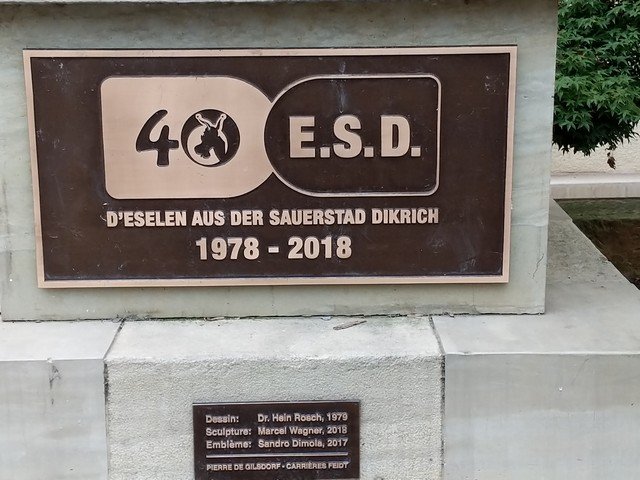 40 E.S.D.
D'ESELEN AUS DER SAUERSTAD DIKRICH
1978 - 2018
Dessin: Dr. Hein Rosch, 1979
Sculpture: Marcel Wagner, 2018
Emblème: Sandro Dimola, 2017
PIERRE DE GILSDORF - CARRIÈRES FEIDT